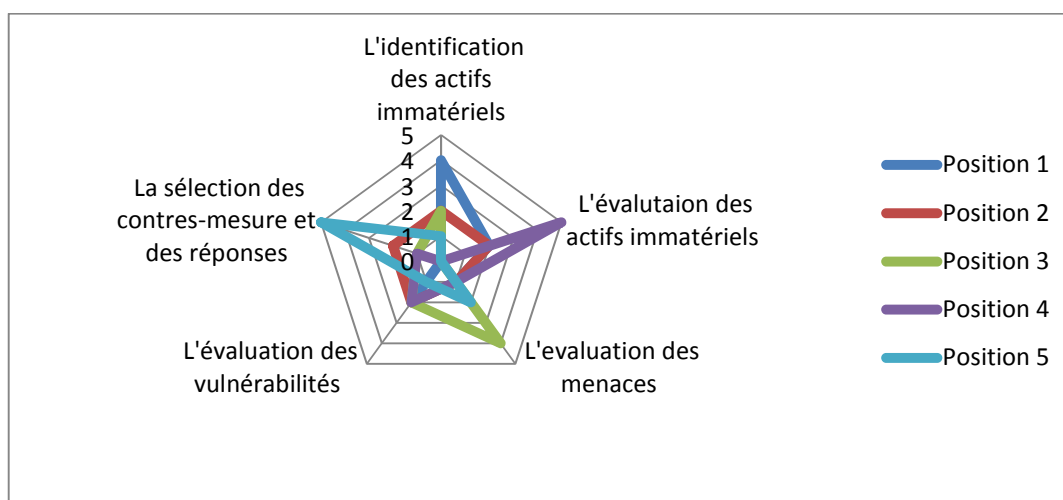 L'identification
des actifs
immatériels
5
4
3
2
1
0
L'évalutaion des
actifs immatériels
L'evaluation des
menaces
L'évaluation des
vulnérabilités
La sélection des
contres-mesure et
des réponses
Position 1
Position 2
Position 3
Position 4
Position 5